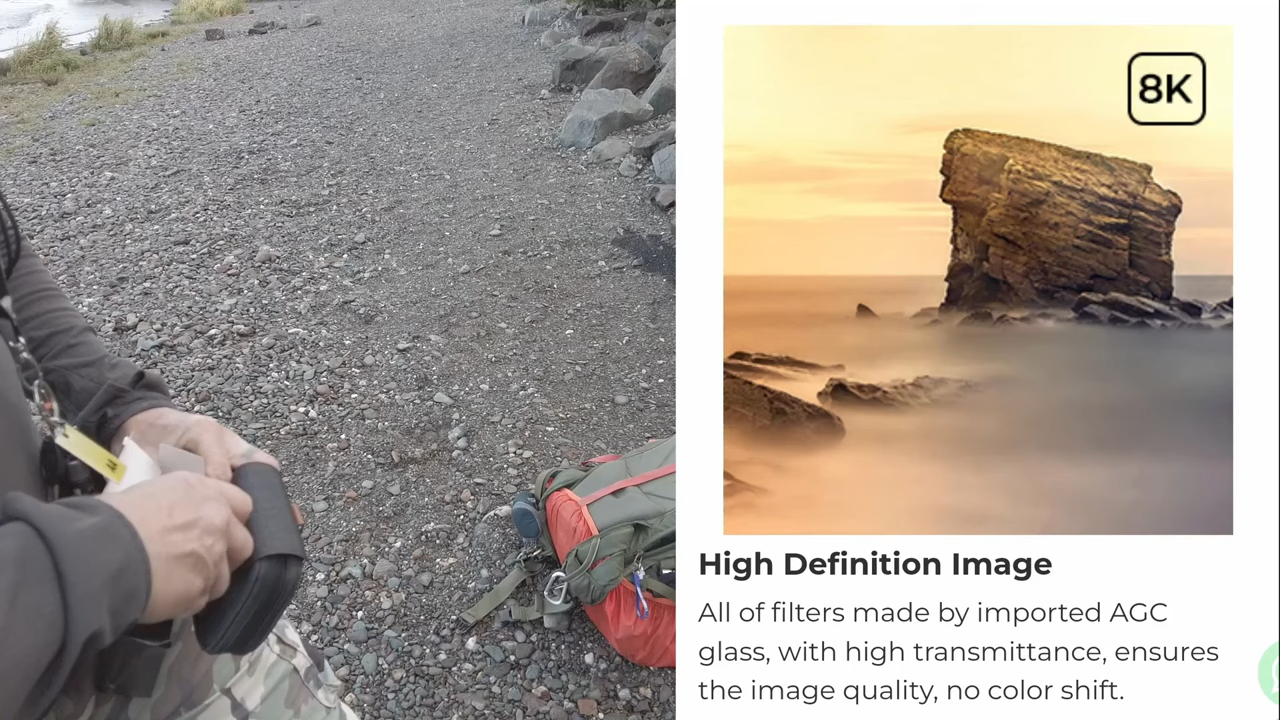 8K
High Definition Image
All of filters made by imported AGC
glass, with high transmittance, ensures
the image quality, no color shift.